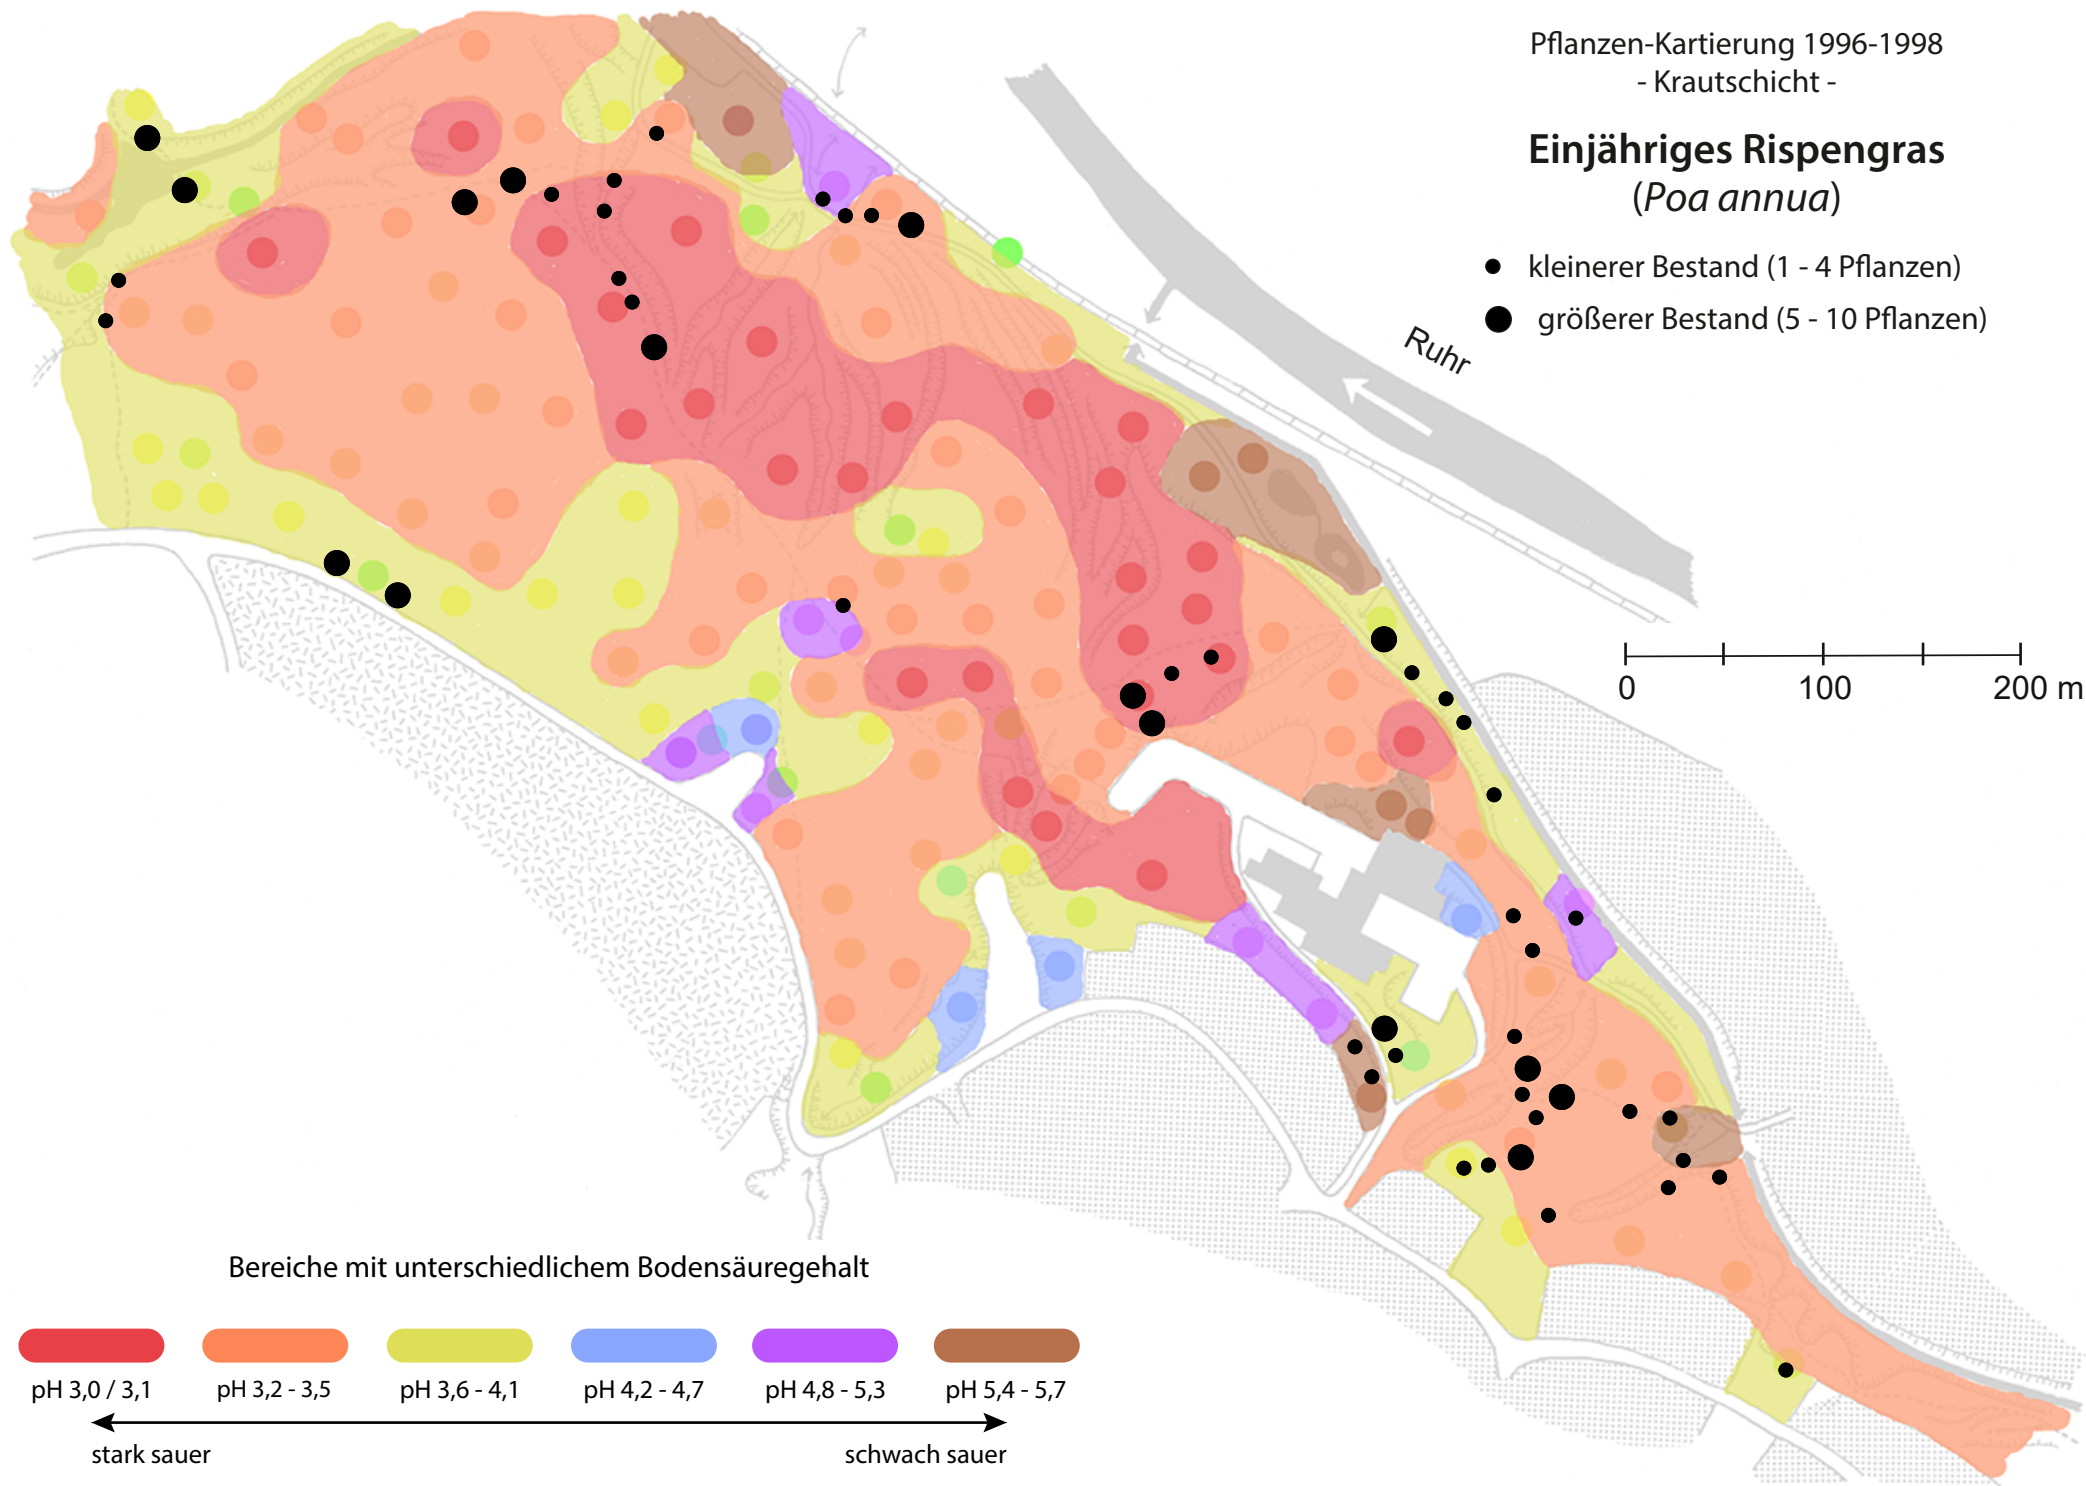 Pflanzen-Kartierung 1996-1998
- Krautschicht -
Einjähriges Rispengras
(Poa annua)
kleinerer Bestand (1 - 4 Pflanzen)
größerer Bestand (5 - 10 Pflanzen)
Ruhr
0 100 200 m
Bereiche mit unterschiedlichem Bodensäuregehalt
pH 3,0 / 3,1 pH 3,2 - 3,5 pH 3,6 - 4,1 pH 4,2 - 4,7 pH 4,8 - 5,3 pH 5,4 - 5,7
stark sauer schwach sauer